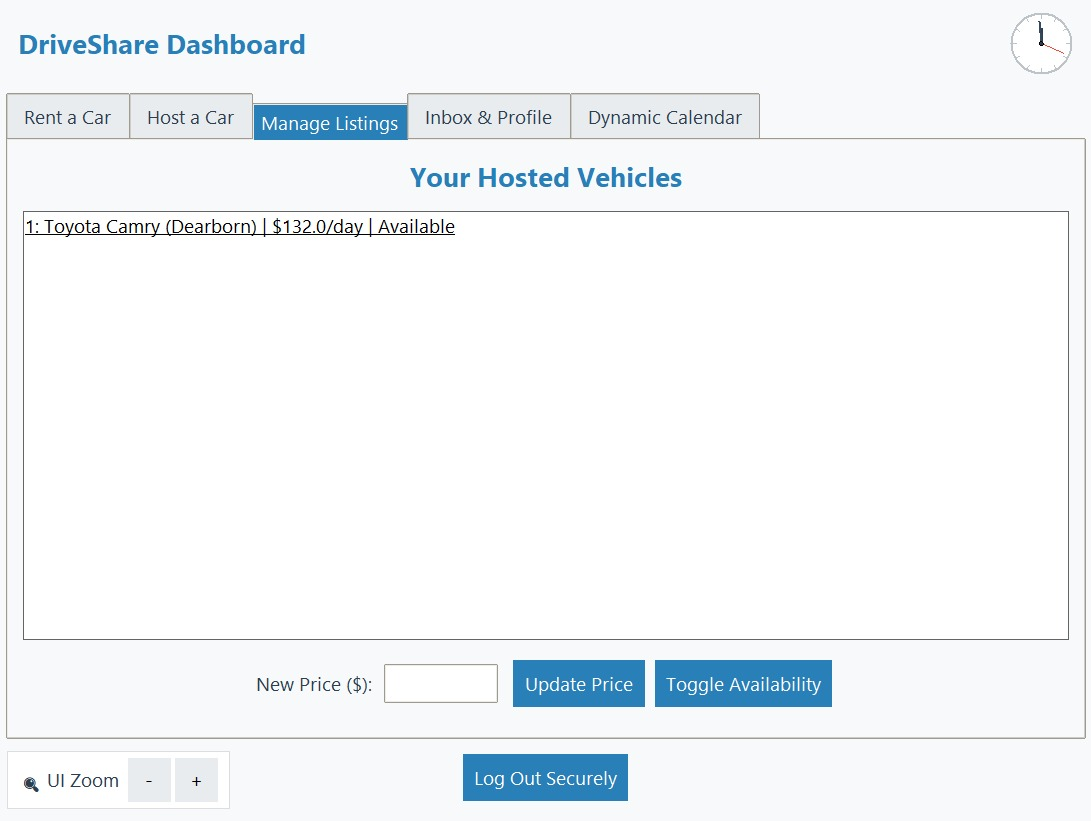 DriveShare Dashboard
Rent a Car
Host a Car
Manage Listings
Inbox & Profile
Dynamic Calendar
Your Hosted Vehicles
1: Toyota Camry (Dearborn) | $132.0/day | Available
New Price ($):
Update Price
Toggle Availability
UI Zoom
-
+
Log Out Securely